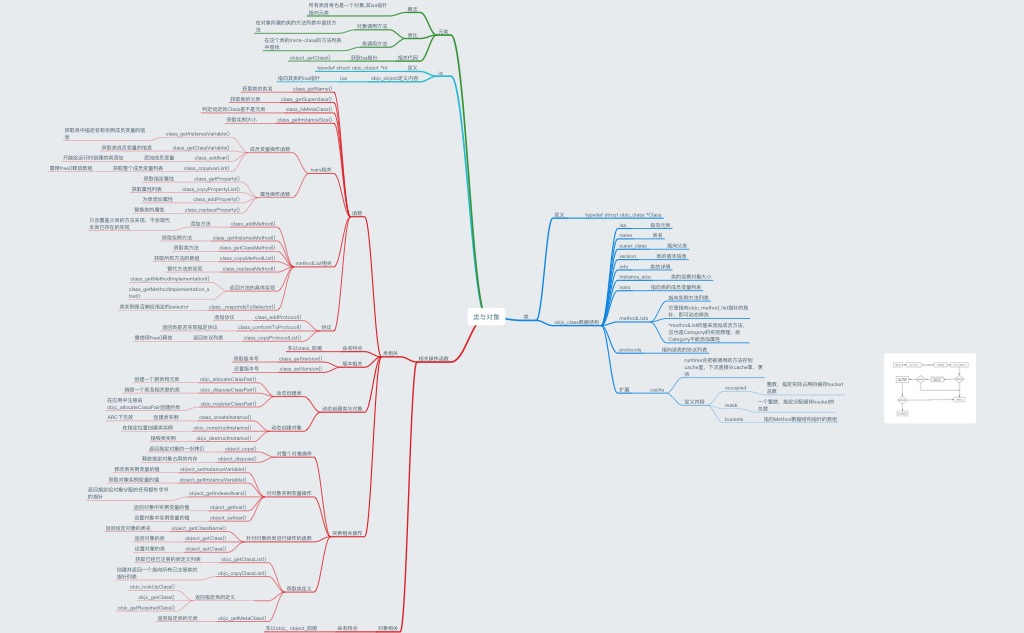 类与对象
元类
概念
所有类自身也是一个对象,其isa指针
指向元类
类比
对象调用方法
在对象所属的类的方法列表中查找方
法
类调用方法
在这个类的meta-class的方法列表
中查找
相关代码
获取isa指针
object_getClass()
id
定义
typedef struct objc_object *id
objc_object定义内容
isa
指向其类的isa指针
相关操作函数
类相关
函数
class_getName()
获取类的类名
class_getSuperclass()
获取类的父类
class_isMetaClass()
判定给定的Class是不是元类
class_getInstanceSize()
获取实例大小
ivars相关
成员变量操作函数
class_getInstanceVariable()
获取类中指定名称实例成员变量的信
息
class_getClassVariable()
获取类成员变量的信息
class_addIvar()
添加成员变量
只能给运行时创建的类添加
class_copyIvarList()
获取整个成员变量列表
需用free()释放数组
属性操作函数
class_getProperty()
获取指定属性
class_copyPropertyList()
获取属性列表
class_addProperty()
为类添加属性
class_replaceProperty()
替换类的属性
methodList相关
class_addMethod()
添加方法
只会覆盖父类的方法实现，不会取代
本类已存在的实现
class_getInstanceMethod()
获取实例方法
class_getClassMethod()
获取类方法
class_copyMethodList()
获取所有方法的数组
class_replaceMethod()
替代方法的实现
返回方法的具体实现
class_getMethodImplementation()
class_getMethodImplementation_s
tret()
class_respondsToSelector()
类实例是否响应指定的selector
协议
class_addProtocol()
添加协议
class_conformToProtocol()
返回类是否实现指定协议
class_copyProtocolList()
返回协议列表
需使用free()释放
命名特点
多以class_前缀
版本相关
class_getVersion()
获取版本号
class_setVersion()
设置版本号
动态创建类与对象
动态创建类
objc_allocateClassPair()
创建一个新类和元类
objc_disposeClassPair()
销毁一个类及相关联的类
objc_registerClassPair()
在应用中注册由
objc_allocateClassPair创建的类
动态创建对象
class_createInstance()
创建类实例
ARC下无效
objc_constructInstance()
在指定位置创建类实例
objc_destructInstance()
销毁类实例
实例相关操作
对整个对象操作
object_copy()
返回指定对象的一份拷贝
object_dispose()
释放指定对象占用的内存
对对象实例变量操作
object_setInstanceVariable()
修改类实例变量的值
object_getInstanceVariable()
获取对象实例变量的值
object_getIndexedIvars()
返回指定给对象分配的任何额外字节
的指针
object_getIvar()
返回对象中实例变量的值
object_setIvar()
设置对象中实例变量的值
针对对象的类进行操作的函数
object_getClassName()
返回给定对象的类名
object_getClass()
返回对象的类
object_setClass()
设置对象的类
获取类定义
objc_getClassList()
获取已经已注册的类定义列表
objc_copyClassList()
创建并返回一个指向所有已注册类的
指针列表
返回指定类的定义
objc_lookUpClass()
objc_getClass()
objc_getRequiredClass()
objc_getMetaClass()
返回指定类的元类
对象相关
命名特点
多以objc_ object_前缀
类
定义
typedef struct objc_class *Class
objc_class数据结构
isa
指向元类
name
类名
super_class
指向父类
version
类的版本信息
info
类的详情
instance_size
类的实例对象大小
ivars
指向类的成员变量列表
methodLists
指向实例方法列表
它是指向objc_method_list指针的指
针，即可动态修改
*methodList的值来添加成员方法，
这也是Category的实现原理，故
Category不能添加属性
protocols
指向该类的协议列表
扩展
cache
runtime会把被调用的方法存到
cache里，下次直接从cache拿，更
快
定义内容
occupied
整数，指定实际占用的缓存bucket
总数
mask
一个整数，指定分配缓存bucket的
总数
buckets
指向Method数据结构指针的数组